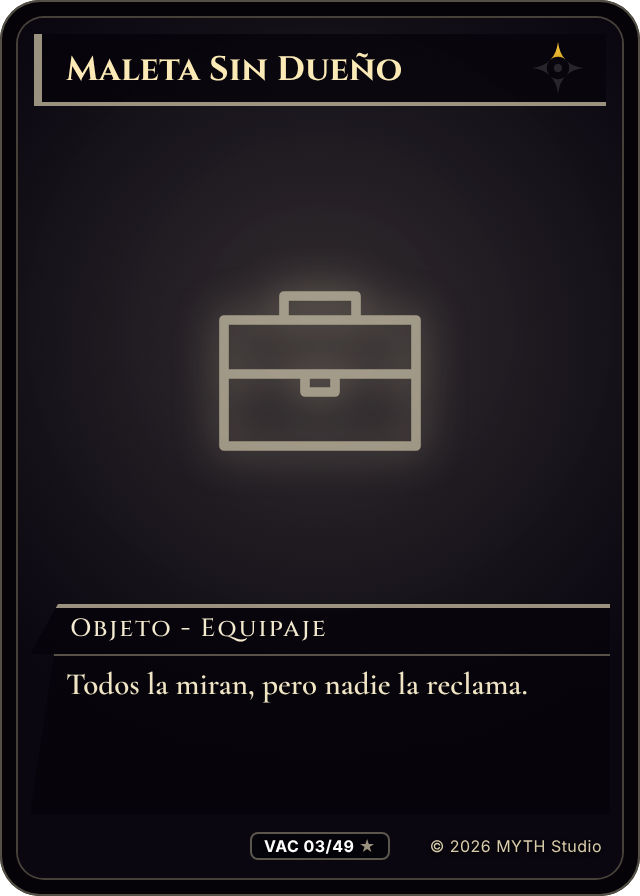 Maleta Sin Dueño
Objeto - Equipaje
Todos la miran, pero nadie la reclama.
VAC 03/49 ★
© 2026 MYTH Studio